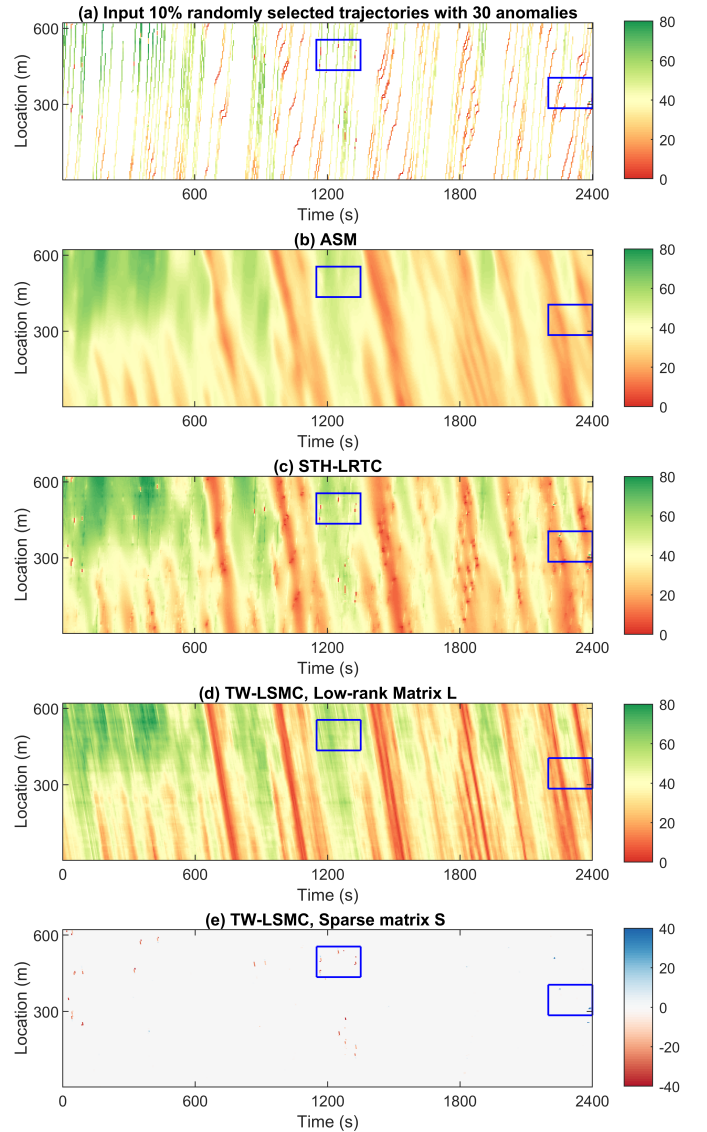 (a) Input 10% randomly selected trajectories with 30 anomalies
600
300
Location (m)
600 1200 1800 2400
Time (s)
80
60
40
20
0
(b) ASM
600
300
Location (m)
600 1200 1800 2400
Time (s)
80
60
40
20
0
(c) STH-LRTC
600
300
Location (m)
600 1200 1800 2400
Time (s)
80
60
40
20
0
(d) TW-LSMC, Low-rank Matrix L
600
300
Location (m)
0 600 1200 1800 2400
Time (s)
80
60
40
20
0
(e) TW-LSMC, Sparse matrix S
600
300
Location (m)
0 600 1200 1800 2400
Time (s)
40
20
0
-20
-40